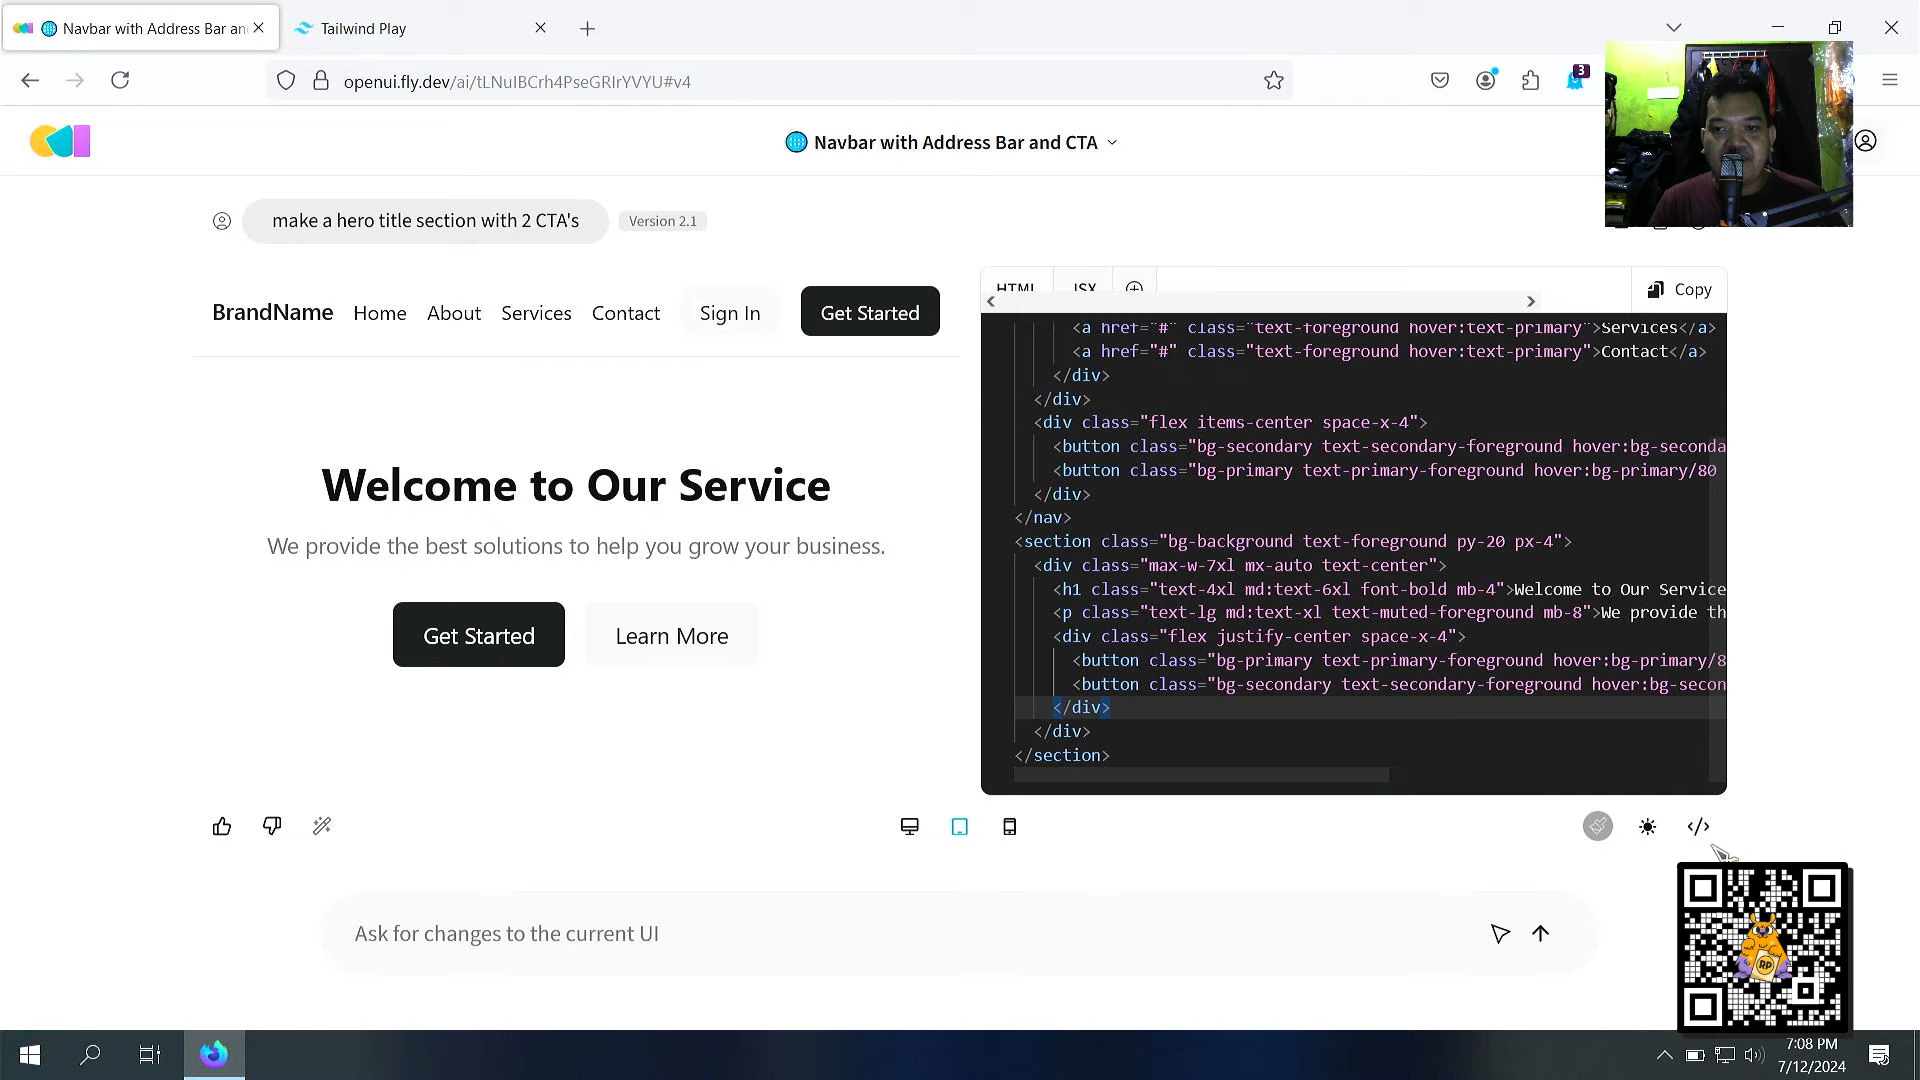 Navbar with Address Bar an
Tailwind Play
openui.fly.dev/ai/tLNuIBCrh4PseGRIrYVYU#v4
3
Navbar with Address Bar and CTA
make a hero title section with 2 CTA's
Version 2.1
BrandName Home About Services Contact Sign In Get Started
Welcome to Our Service
We provide the best solutions to help you grow your business.
Get Started
Learn More
HTML
JSX
Copy
<a href="#" class="text-foreground hover:text-primary">Services</a>
<a href="#" class="text-foreground hover:text-primary">Contact</a>
</div>
</div>
<div class="flex items-center space-x-4">
<button class="bg-secondary text-secondary-foreground hover:bg-seconda
<button class="bg-primary text-primary-foreground hover:bg-primary/80
</div>
</nav>
<section class="bg-background text-foreground py-20 px-4">
<div class="max-w-7xl mx-auto text-center">
<h1 class="text-4xl md:text-6xl font-bold mb-4">Welcome to Our Service
<p class="text-lg md:text-xl text-muted-foreground mb-8">We provide th
<div class="flex justify-center space-x-4">
<button class="bg-primary text-primary-foreground hover:bg-primary/8
<button class="bg-secondary text-secondary-foreground hover:bg-secon
</div>
</div>
</section>
Ask for changes to the current UI
RP
7:08 PM
7/12/2024